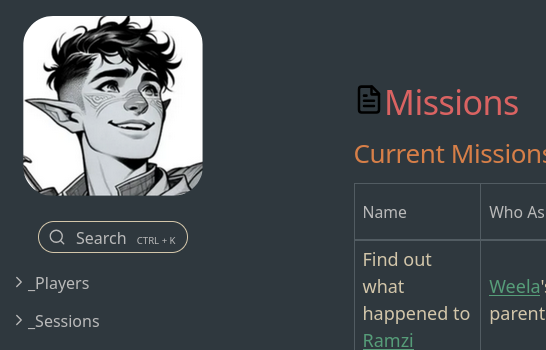 Missions
Current Missions
Search CTRL + K
_Players
_Sessions
Name
Who As
Find out
what
happened to
Ramzi
Weela's
parent